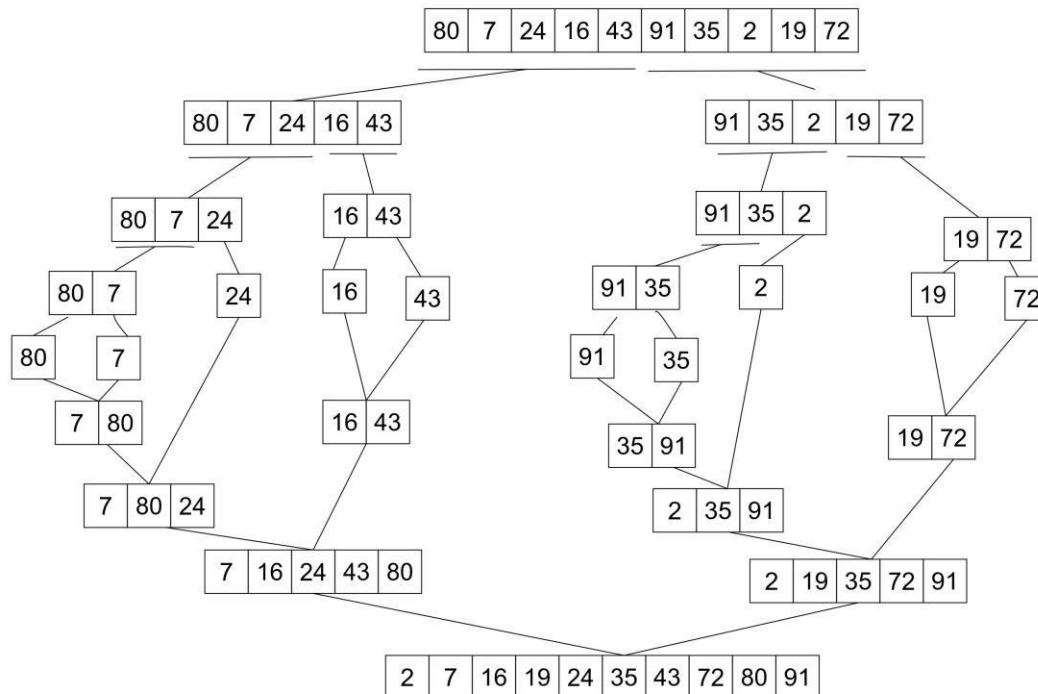 80 7 24 16 43 91 35 2 19 72
80 7 24 16 43
91 35 2 19 72
80 7 24
16 43
91 35 2
19 72
80 7
24
16
43
91 35
2
19
72
80
7
91
35
7 80
16 43
35 91
19 72
7 80 24
2 35 91
7 16 24 43 80
2 19 35 72 91
2 7 16 19 24 35 43 72 80 91